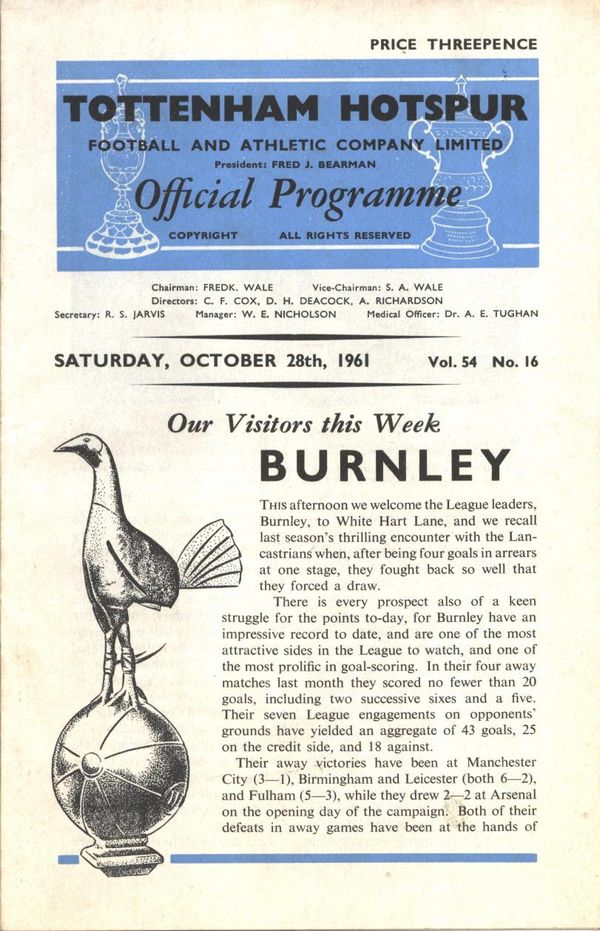 PRICE THREEPENCE
TOTTENHAM HOTSPUR
FOOTBALL AND ATHLETIC COMPANY LIMITED
President: FRED J. BEARMAN
Official Programme
COPYRIGHT ALL RIGHTS RESERVED
Chairman: FREDK. WALE Vice-Chairman: S. A. WALE
Directors: C. F. COX, D. H. DEACOCK, A. RICHARDSON
Secretary: R. S. JARVIS Manager: W. E. NICHOLSON Medical Officer: Dr. A. E. TUGHAN
SATURDAY, OCTOBER 28th, 1961 Vol. 54 No. 16
Our Visitors this Week
BURNLEY
THIS afternoon we welcome the League leaders,
Burnley, to White Hart Lane, and we recall
last season's thrilling encounter with the Lan-
castrians when, after being four goals in arrears
at one stage, they fought back so well that
they forced a draw.
There is every prospect also of a keen
struggle for the points to-day, for Burnley have an
impressive record to date, and are one of the most
attractive sides in the League to watch, and one of
the most prolific in goal-scoring. In their four away
matches last month they scored no fewer than 20
goals, including two successive sixes and a five.
Their seven League engagements on opponents'
grounds have yielded an aggregate of 43 goals, 25
on the credit side, and 18 against.
Their away victories have been at Manchester
City (3—1), Birmingham and Leicester (both 6—2),
and Fulham (5—3), while they drew 2—2 at Arsenal
on the opening day of the campaign. Both of their
defeats in away games have been at the hands of